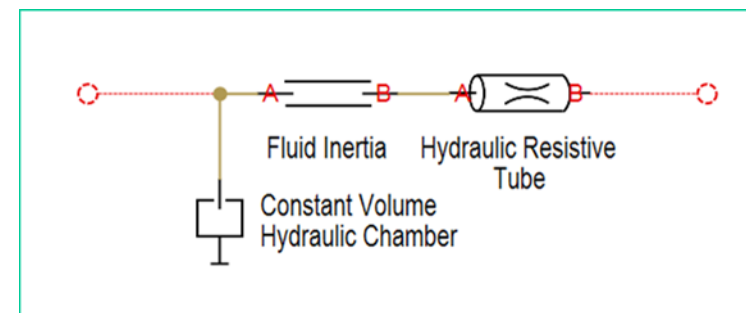 A B A B
Fluid Inertia Hydraulic Resistive
Tube
Constant Volume
Hydraulic Chamber